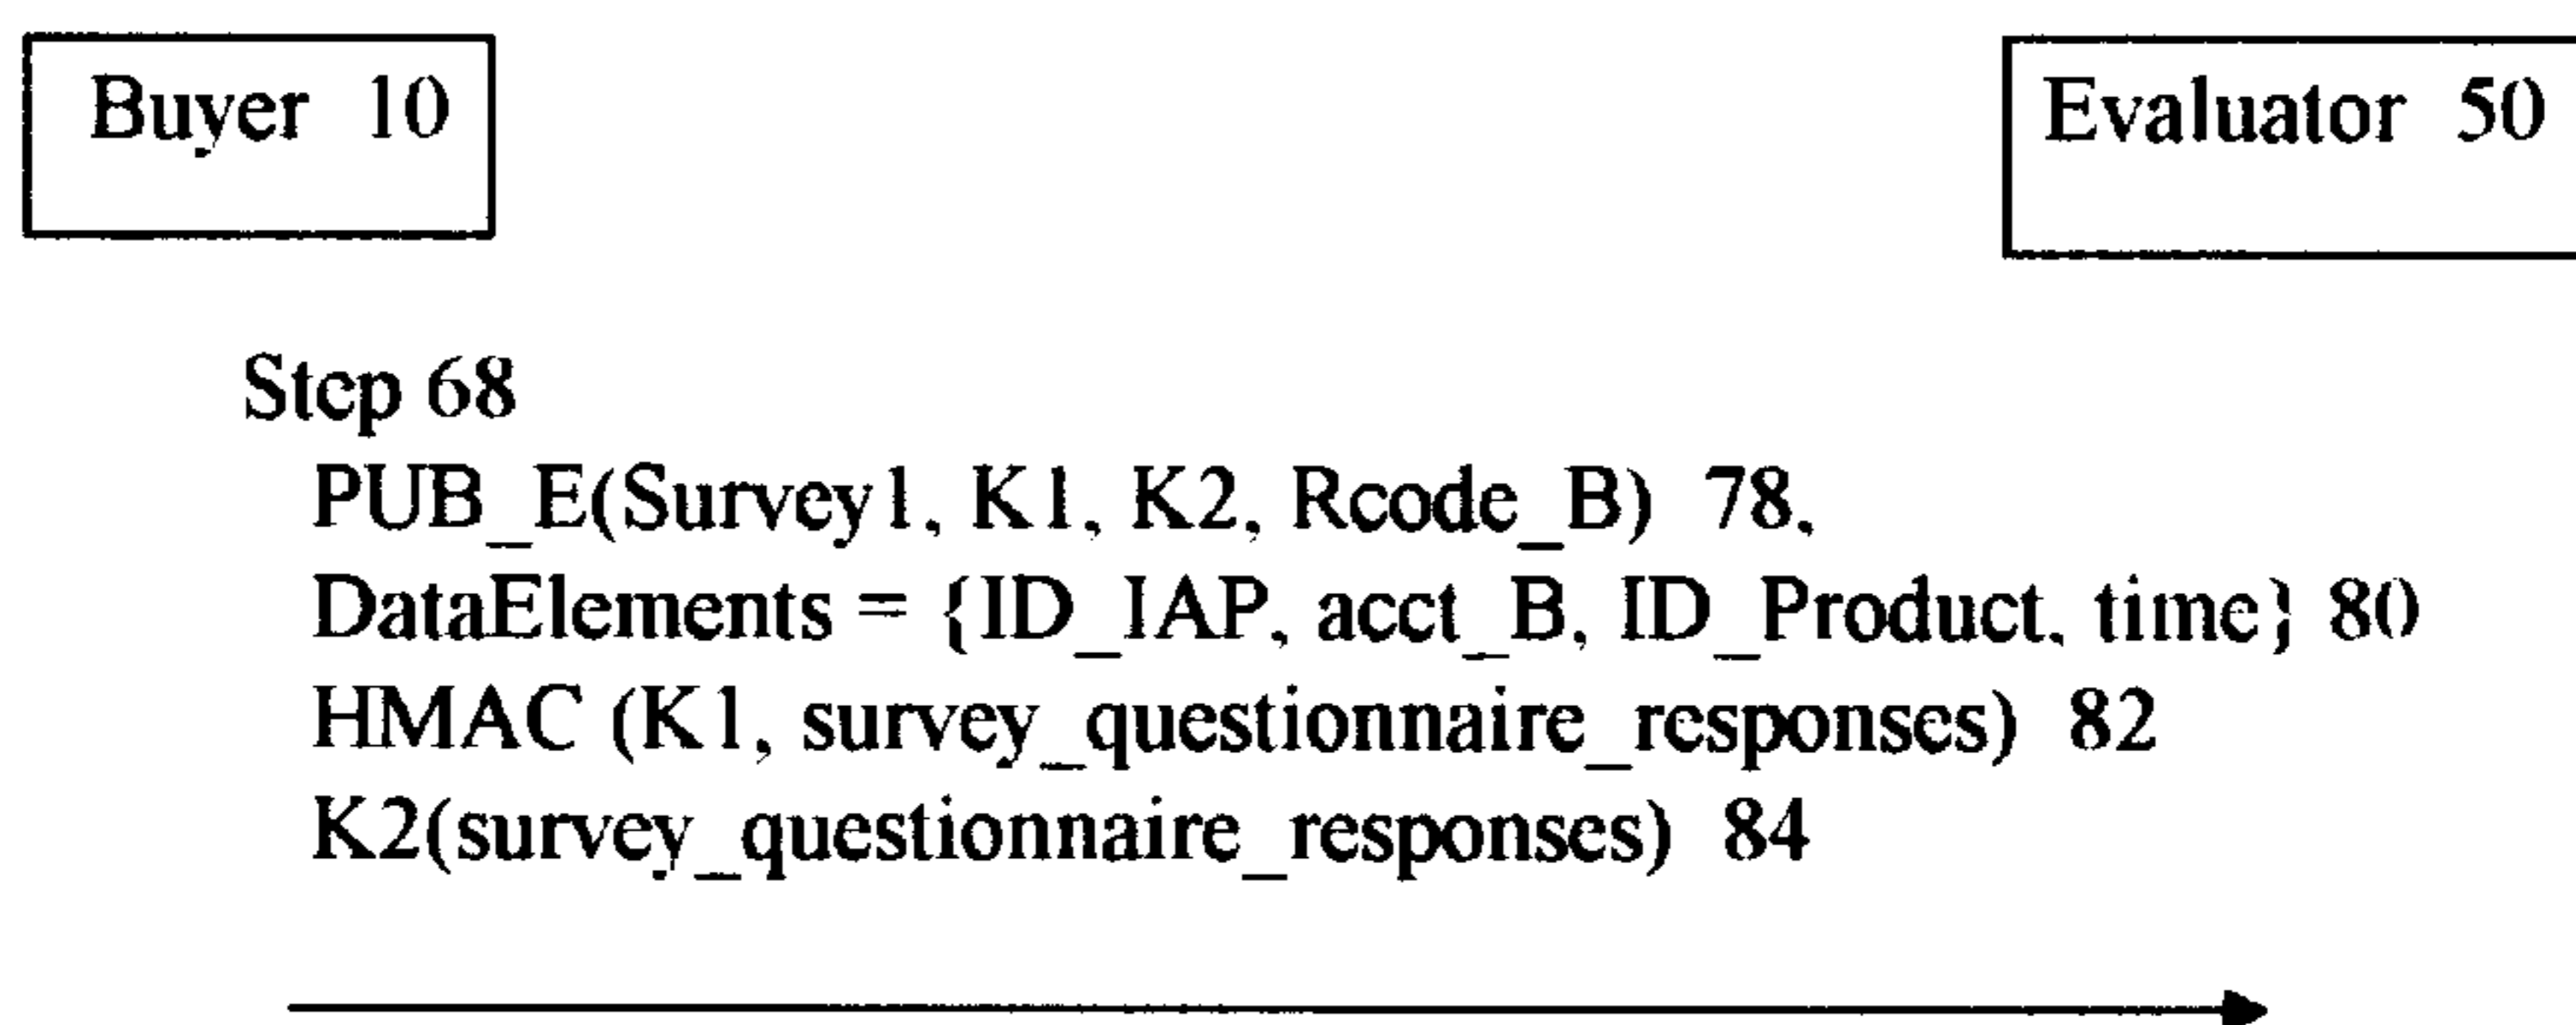 Buyer 10
Evaluator 50
Step 68
PUB_E(Survey1, K1, K2, Rcode_B) 78,
DataElements = {ID_IAP, acct_B, ID_Product, time} 80
HMAC (K1, survey_questionnaire_responses) 82
K2(survey_questionnaire_responses) 84